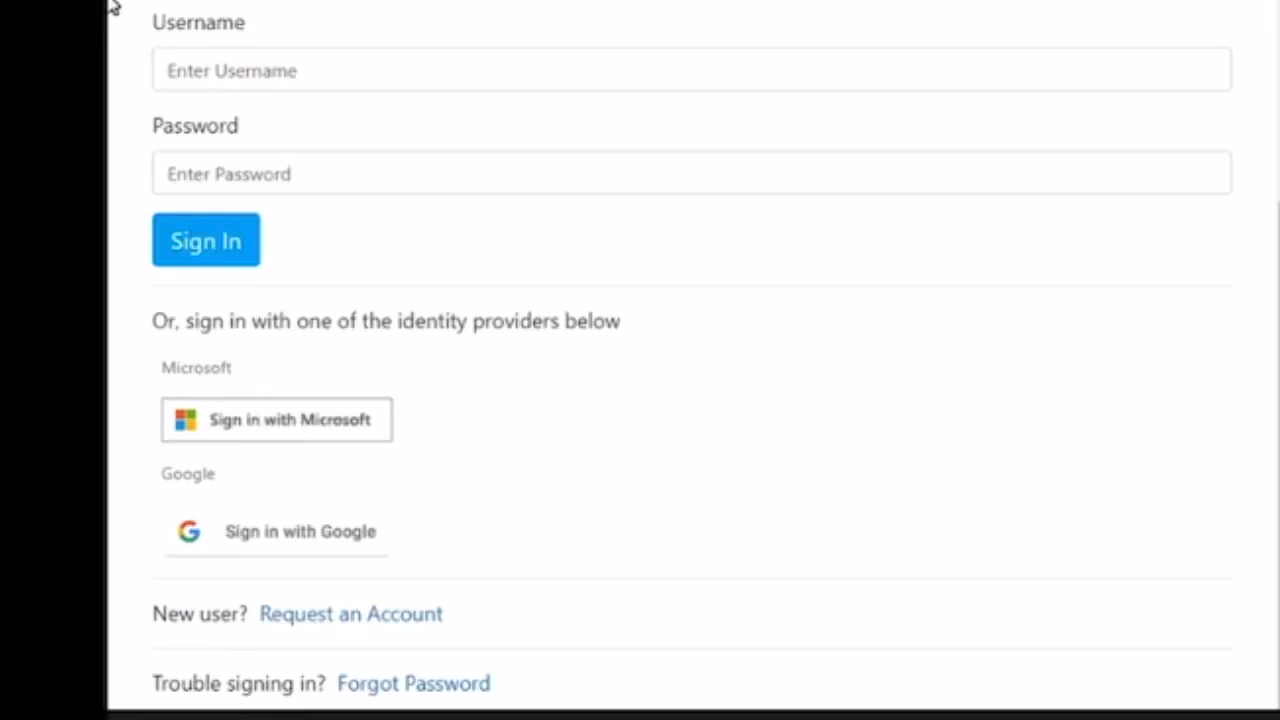 Username
Enter Username
Password
Enter Password
Sign In
Or, sign in with one of the identity providers below
Microsoft
Sign in with Microsoft
Google
Sign in with Google
New user? Request an Account
Trouble signing in? Forgot Password